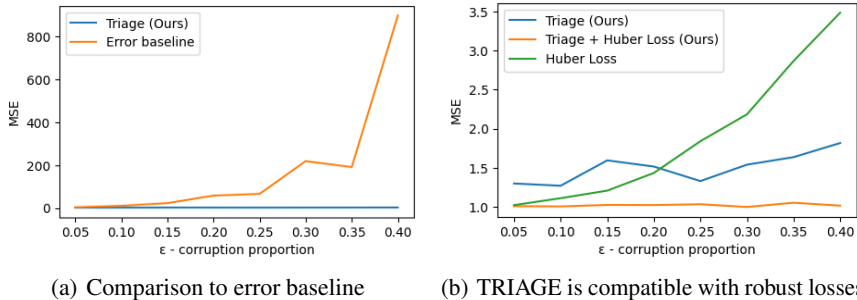 Triage (Ours)
Error baseline
MSE
800
600
400
200
0
0.05 0.10 0.15 0.20 0.25 0.30 0.35 0.40
ε - corruption proportion
(a) Comparison to error baseline
Triage (Ours)
Triage + Huber Loss (Ours)
Huber Loss
MSE
3.5
3.0
2.5
2.0
1.5
1.0
0.05 0.10 0.15 0.20 0.25 0.30 0.35 0.40
ε - corruption proportion
(b) TRIAGE is compatible with robust losses